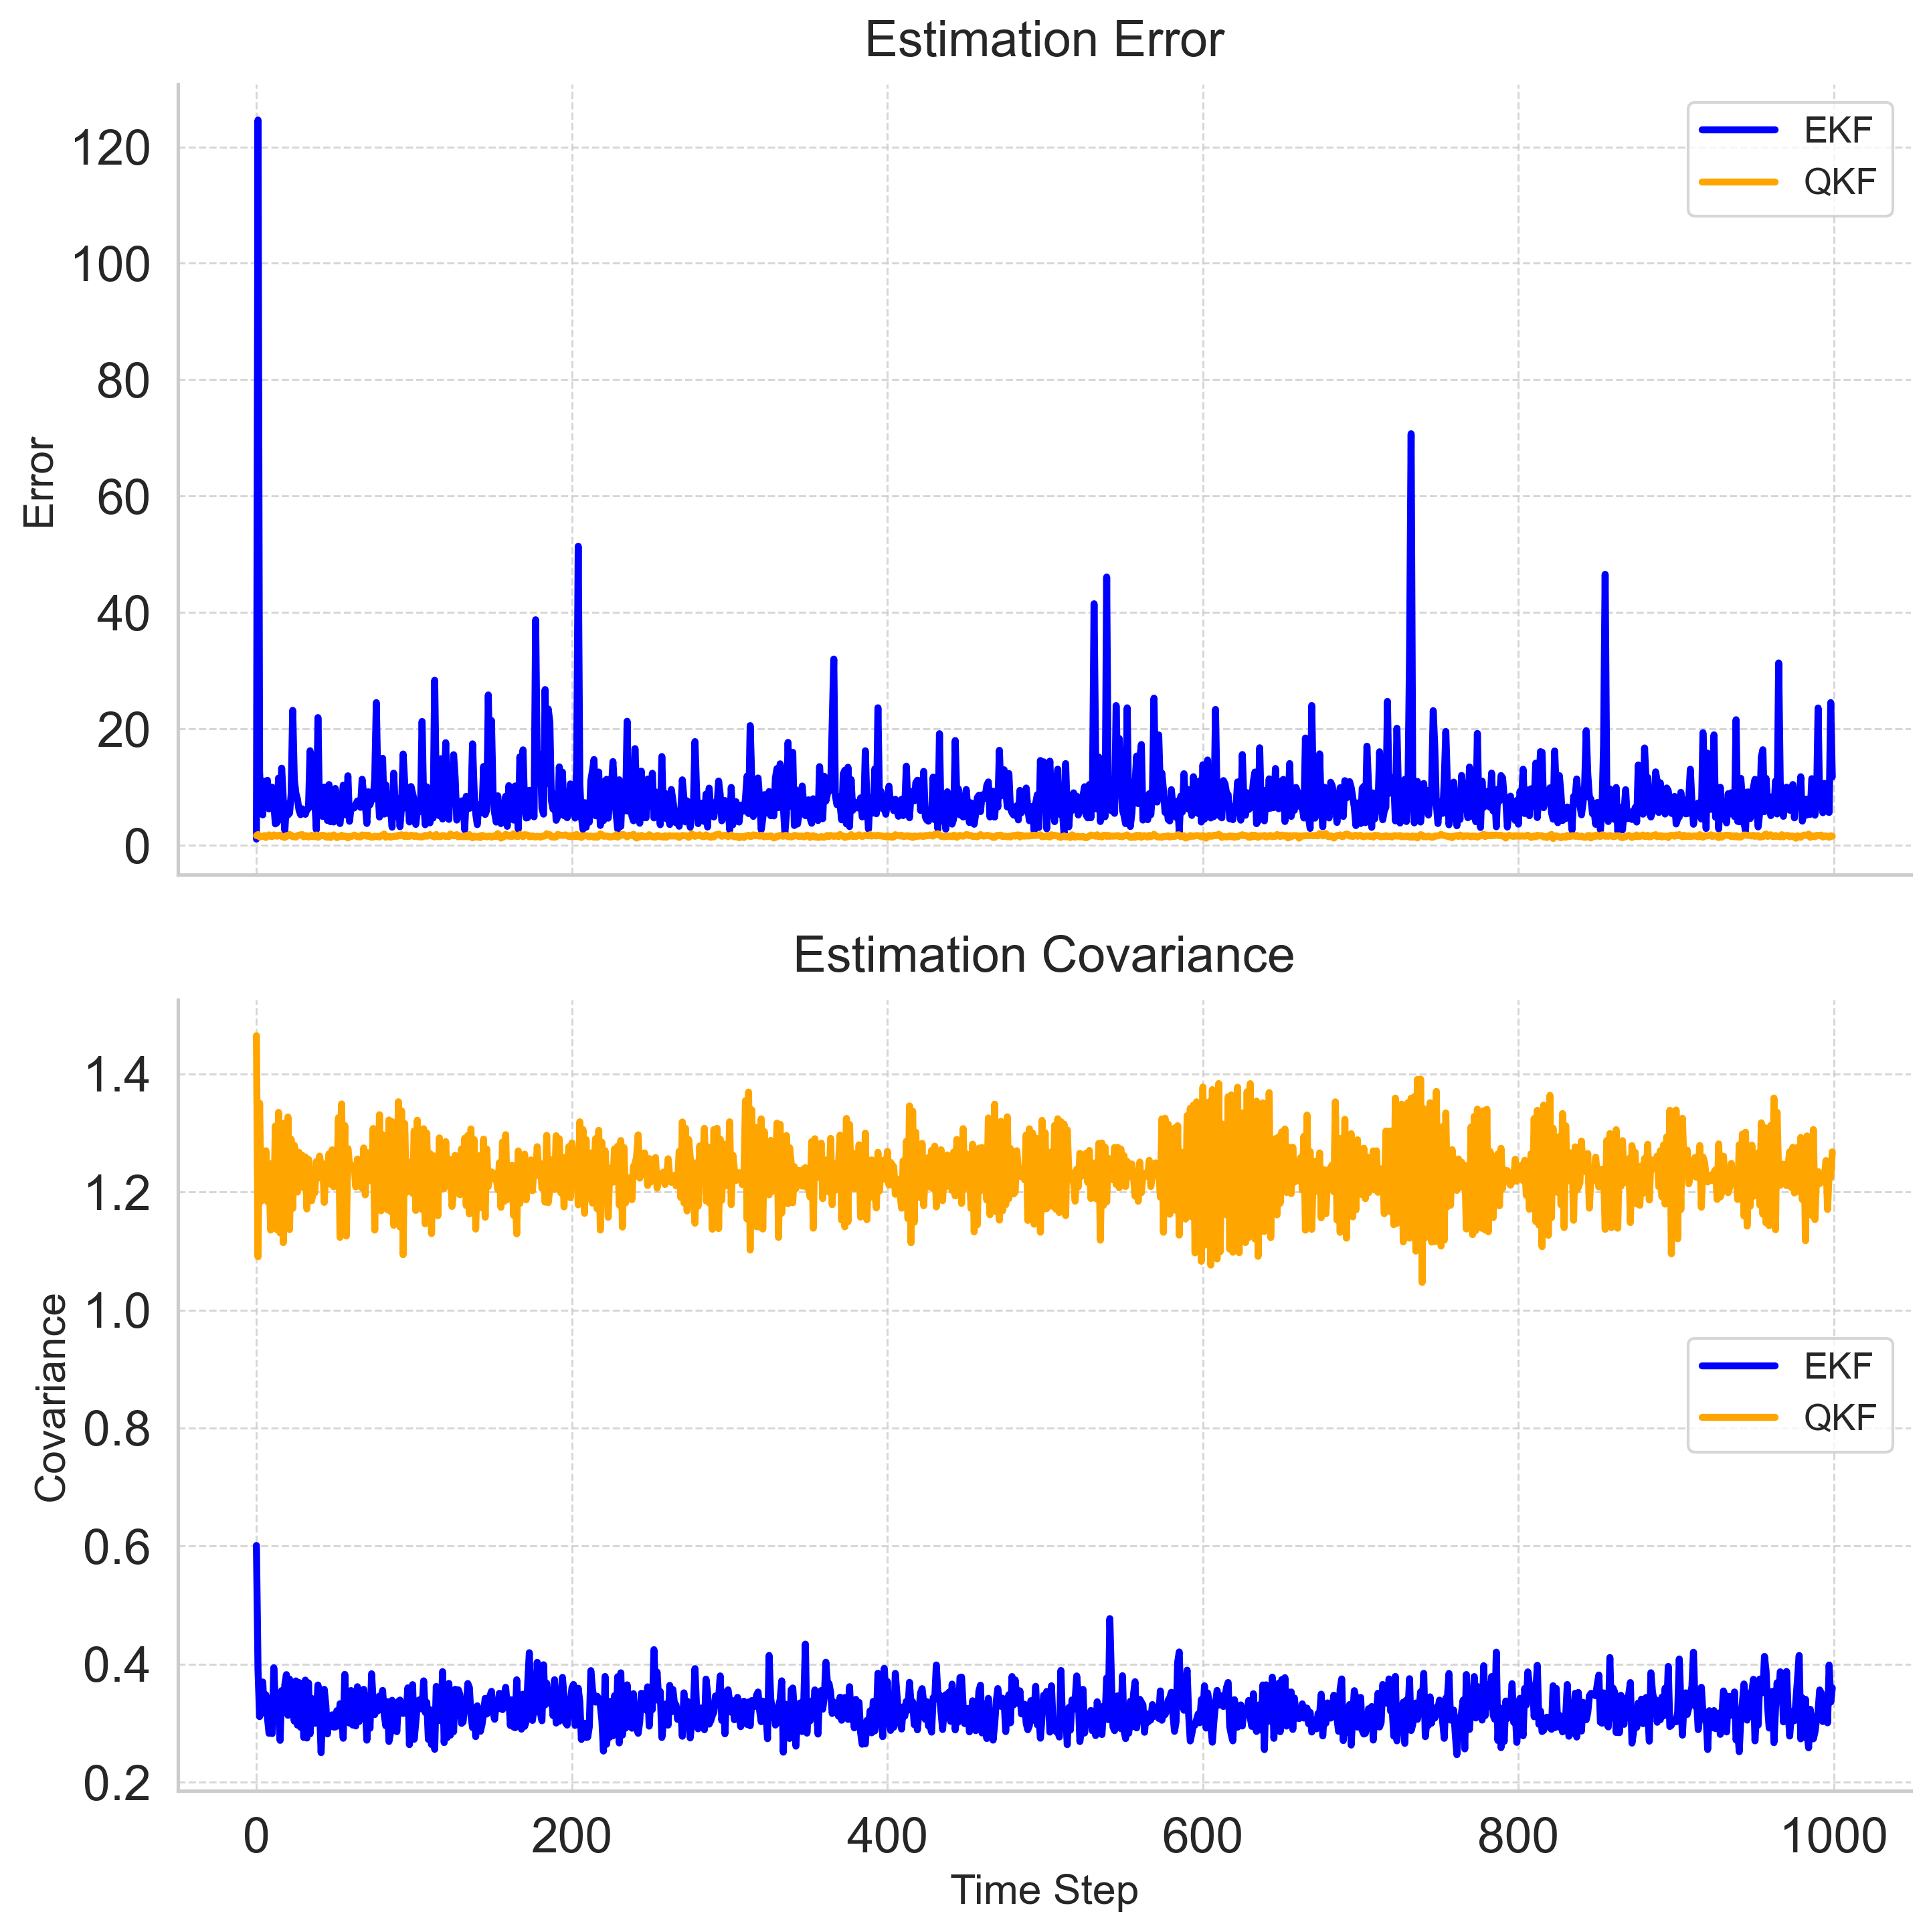 Estimation Error
120
100
80
60
40
20
0
Error
EKF
QKF
Estimation Covariance
1.4
1.2
1.0
0.8
0.6
0.4
0.2
Covariance
EKF
QKF
0 200 400 600 800 1000
Time Step